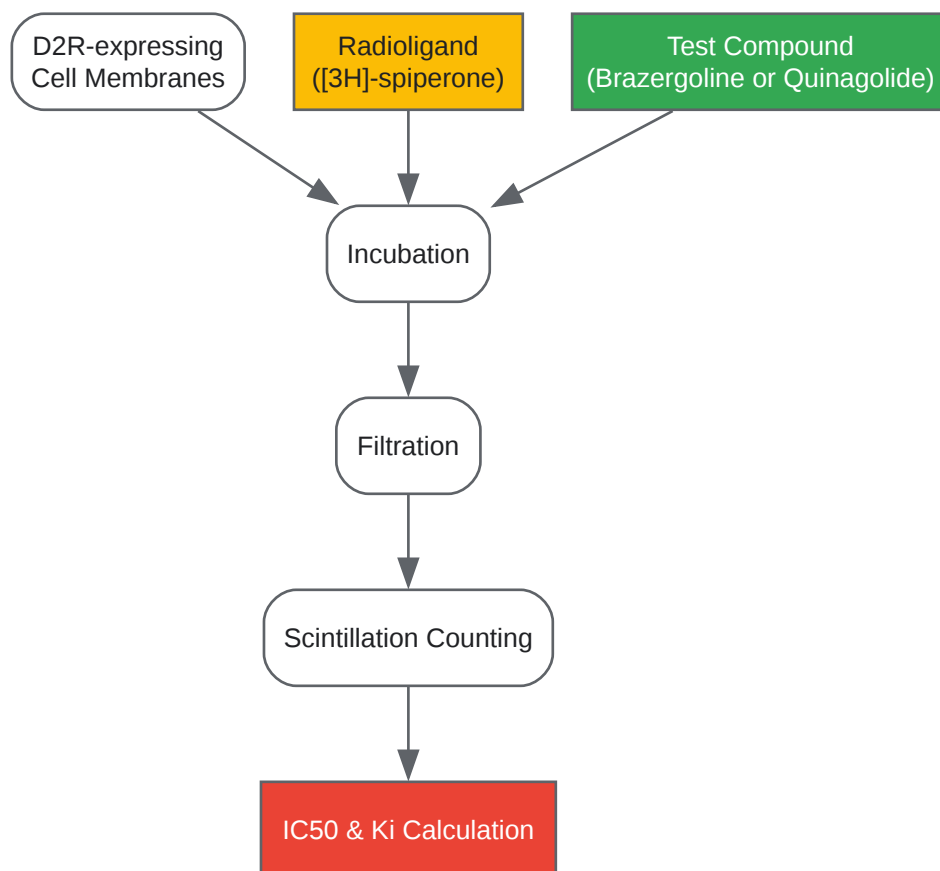 D2R-expressing
Cell Membranes
Radioligand
([3H]-spiperone)
Test Compound
(Brazergoline or Quinagolide)
Incubation
Filtration
Scintillation Counting
IC50 & Ki Calculation